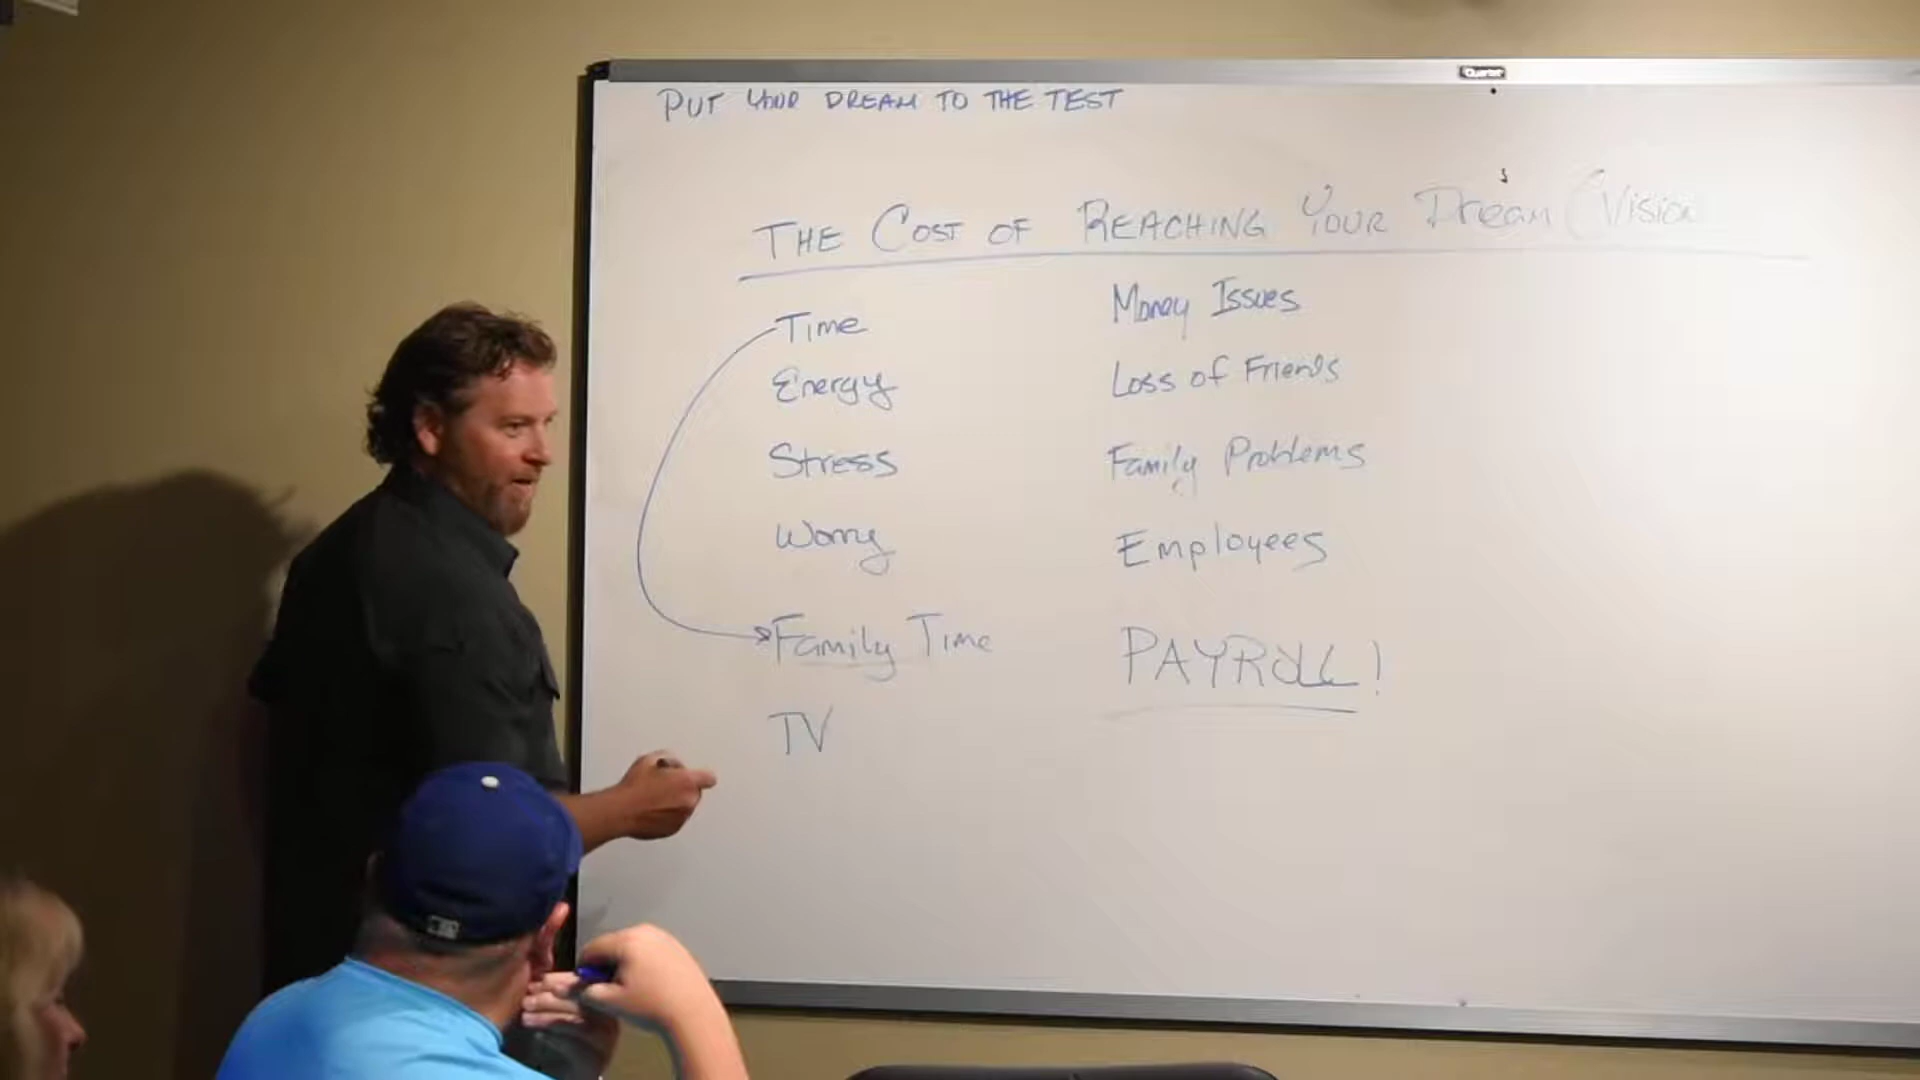 Quartet
PUT YOUR DREAM TO THE TEST
THE COST OF REACHING YOUR Dream (Vision
Time
Energy
Stress
Worry
Family Time
TV
Money Issues
Loss of Friends
Family Problems
Employees
PAYROLL!